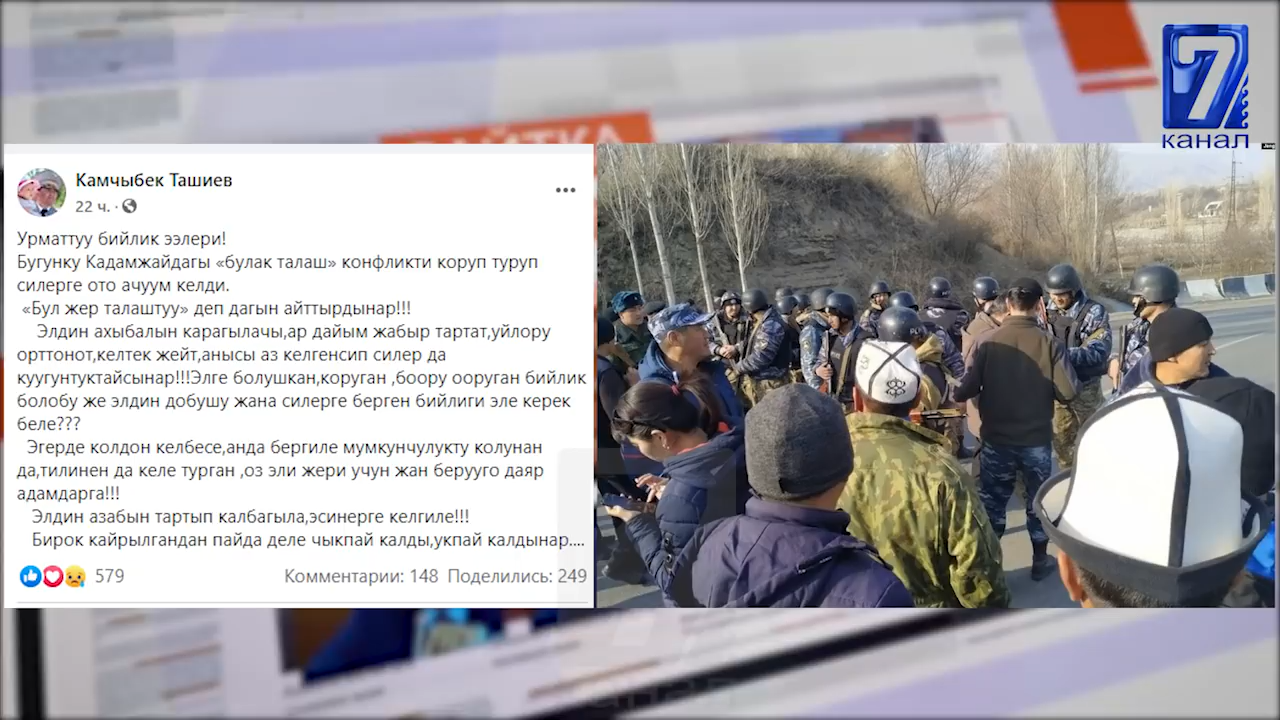 7
канал
Камчыбек Ташиев
22 ч. ·
Урматтуу бийлик ээлери!
Бугунку Кадамжайдагы «булак талаш» конфликти коруп туруп
силерге ото ачуум келди.
«Бул жер талаштуу» деп дагын айттырдынар!!!
Элдин ахыбалын карагылачы,ар дайым жабыр тартат,уйлору
орттонот,келтек жейт,анысы аз келгенсип силер да
куугунтуктайсынар!!!Элге болушкан,коруган ,боору ооруган бийлик
болобу же элдин добушу жана силерге берген бийлиги эле керек
беле???
Эгерде колдон келбесе,анда бергиле мумкунчулукту колунан
да,тилинен да келе турган ,оз эли жери учун жан берууго даяр
адамдарга!!!
Элдин азабын тартып калбагыла,эсинерге келгиле!!!
Бирок кайрылгандан пайда деле чыкпай калды,укпай калдынар....
579
Комментарии: 148 Поделились: 249